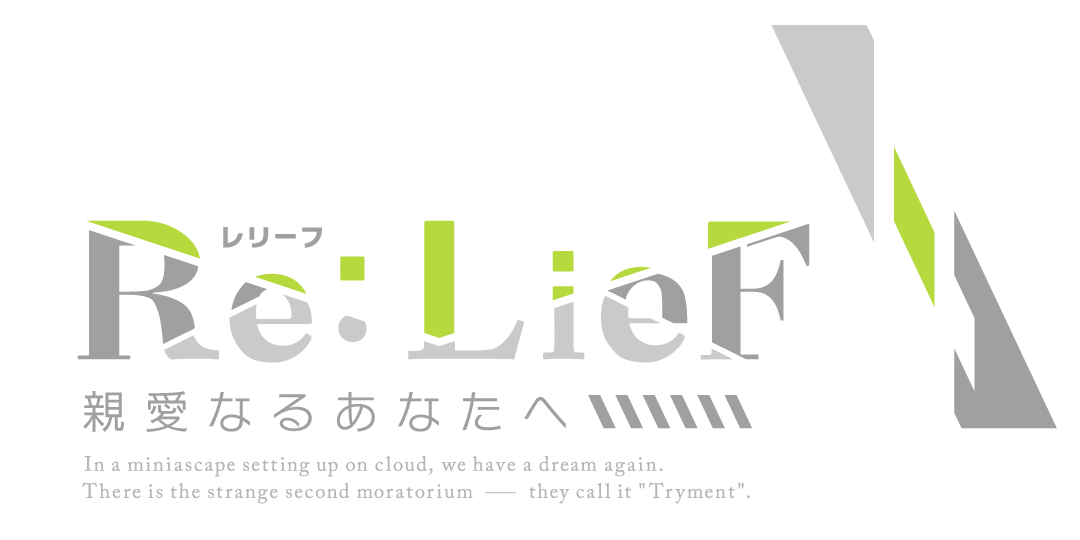 レリーフ
Re:LieF
親愛なるあなたへ
In a miniascape setting up on cloud, we have a dream again.
There is the strange second moratorium —— they call it "Tryment".